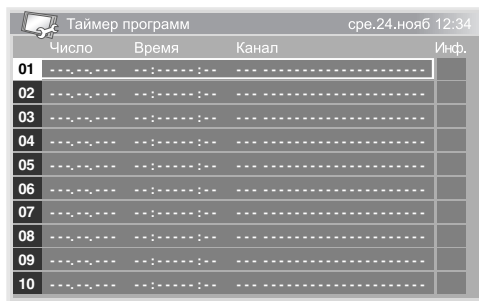 Таймер программ сре.24.нояб 12:34
Число Время Канал Инф.
01 ---.--.--- --:-----:-- --- -----------------------
02 ---.--.--- --:-----:-- --- -----------------------
03 ---.--.--- --:-----:-- --- -----------------------
04 ---.--.--- --:-----:-- --- -----------------------
05 ---.--.--- --:-----:-- --- -----------------------
06 ---.--.--- --:-----:-- --- -----------------------
07 ---.--.--- --:-----:-- --- -----------------------
08 ---.--.--- --:-----:-- --- -----------------------
09 ---.--.--- --:-----:-- --- -----------------------
10 ---.--.--- --:-----:-- --- -----------------------